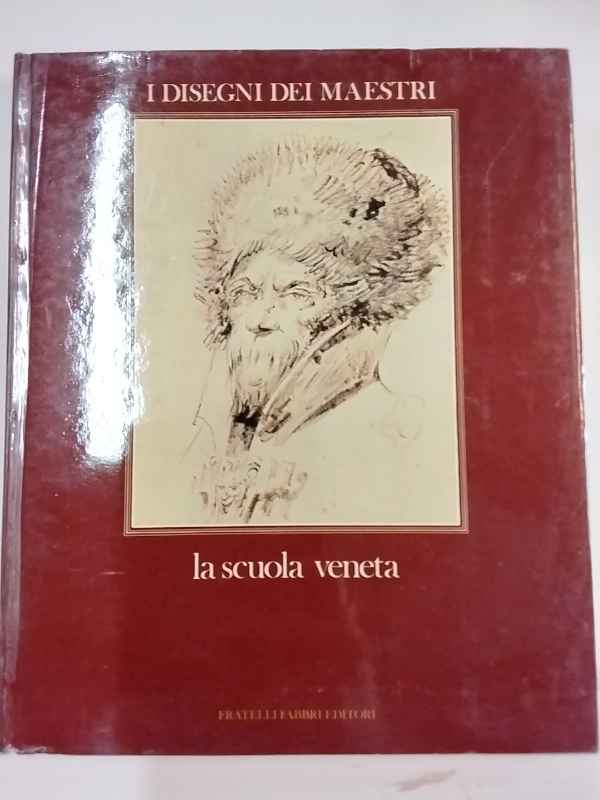 I DISEGNI DEI MAESTRI
la scuola veneta
FRATELLI FABBRI EDITORI